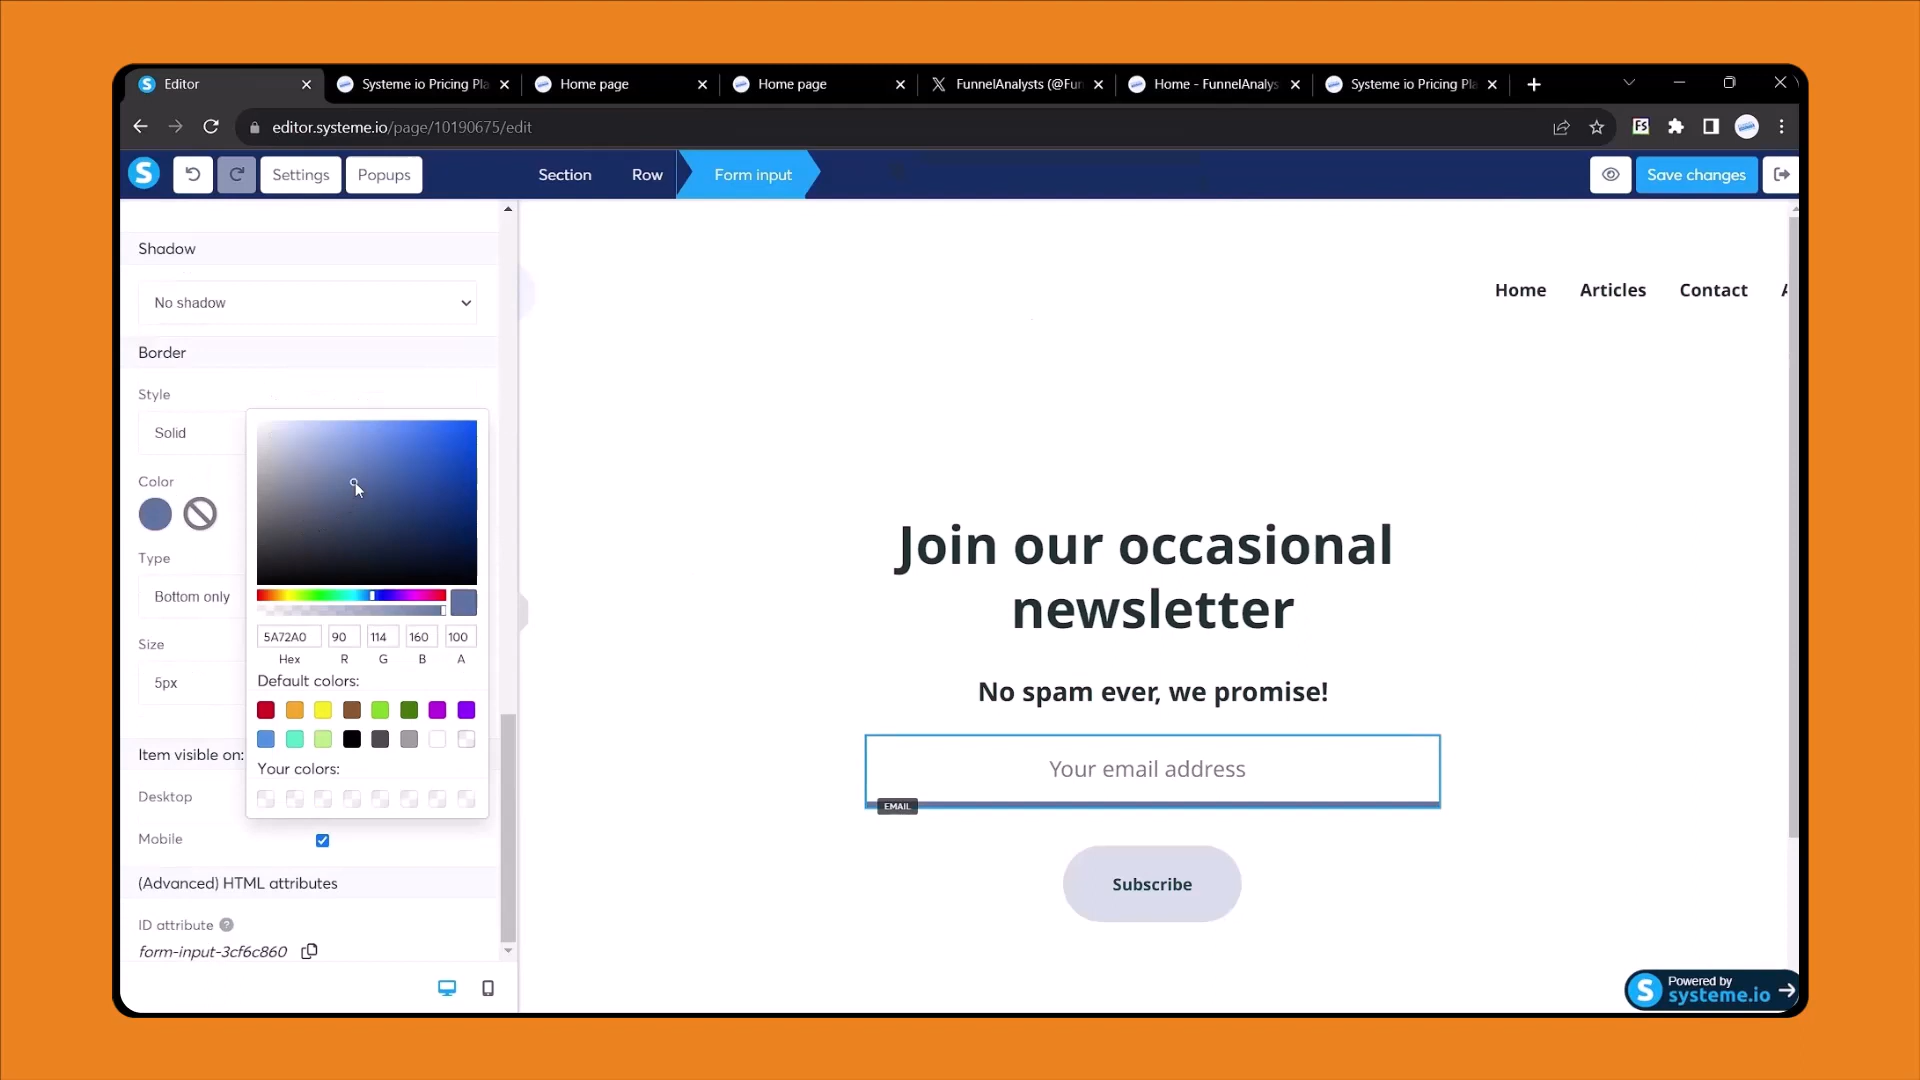 Editor
Systeme io Pricing Pla
Home page
Home page
FunnelAnalysts (@Fun
Home - FunnelAnalys
Systeme io Pricing Pla
editor.systeme.io/page/10190675/edit
S
Settings
Popups
Section
Row
Form input
Save changes
Shadow
No shadow
Border
Style
Solid
Color
Type
Bottom only
Size
5px
5A72A0
90
114
160
100
Hex
R
G
B
A
Default colors:
Your colors:
Item visible on:
Desktop
Mobile
(Advanced) HTML attributes
ID attribute ?
form-input-3cf6c860
Home
Articles
Contact
Join our occasional
newsletter
No spam ever, we promise!
Your email address
EMAIL
Subscribe
Powered by
S systeme.io